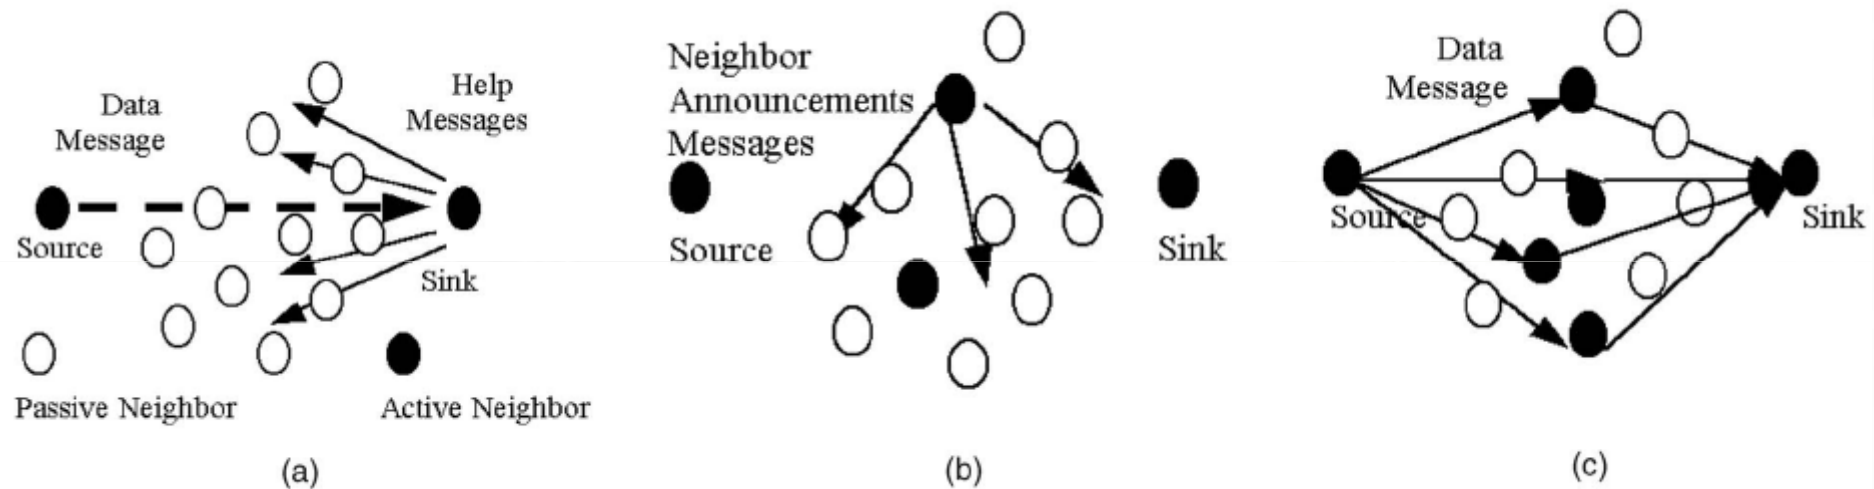 Data
Message
Help
Messages
Source
Sink
Passive Neighbor
Active Neighbor
(a)
Neighbor
Announcements
Messages
Source
Sink
(b)
Data
Message
Source
Sink
(c)